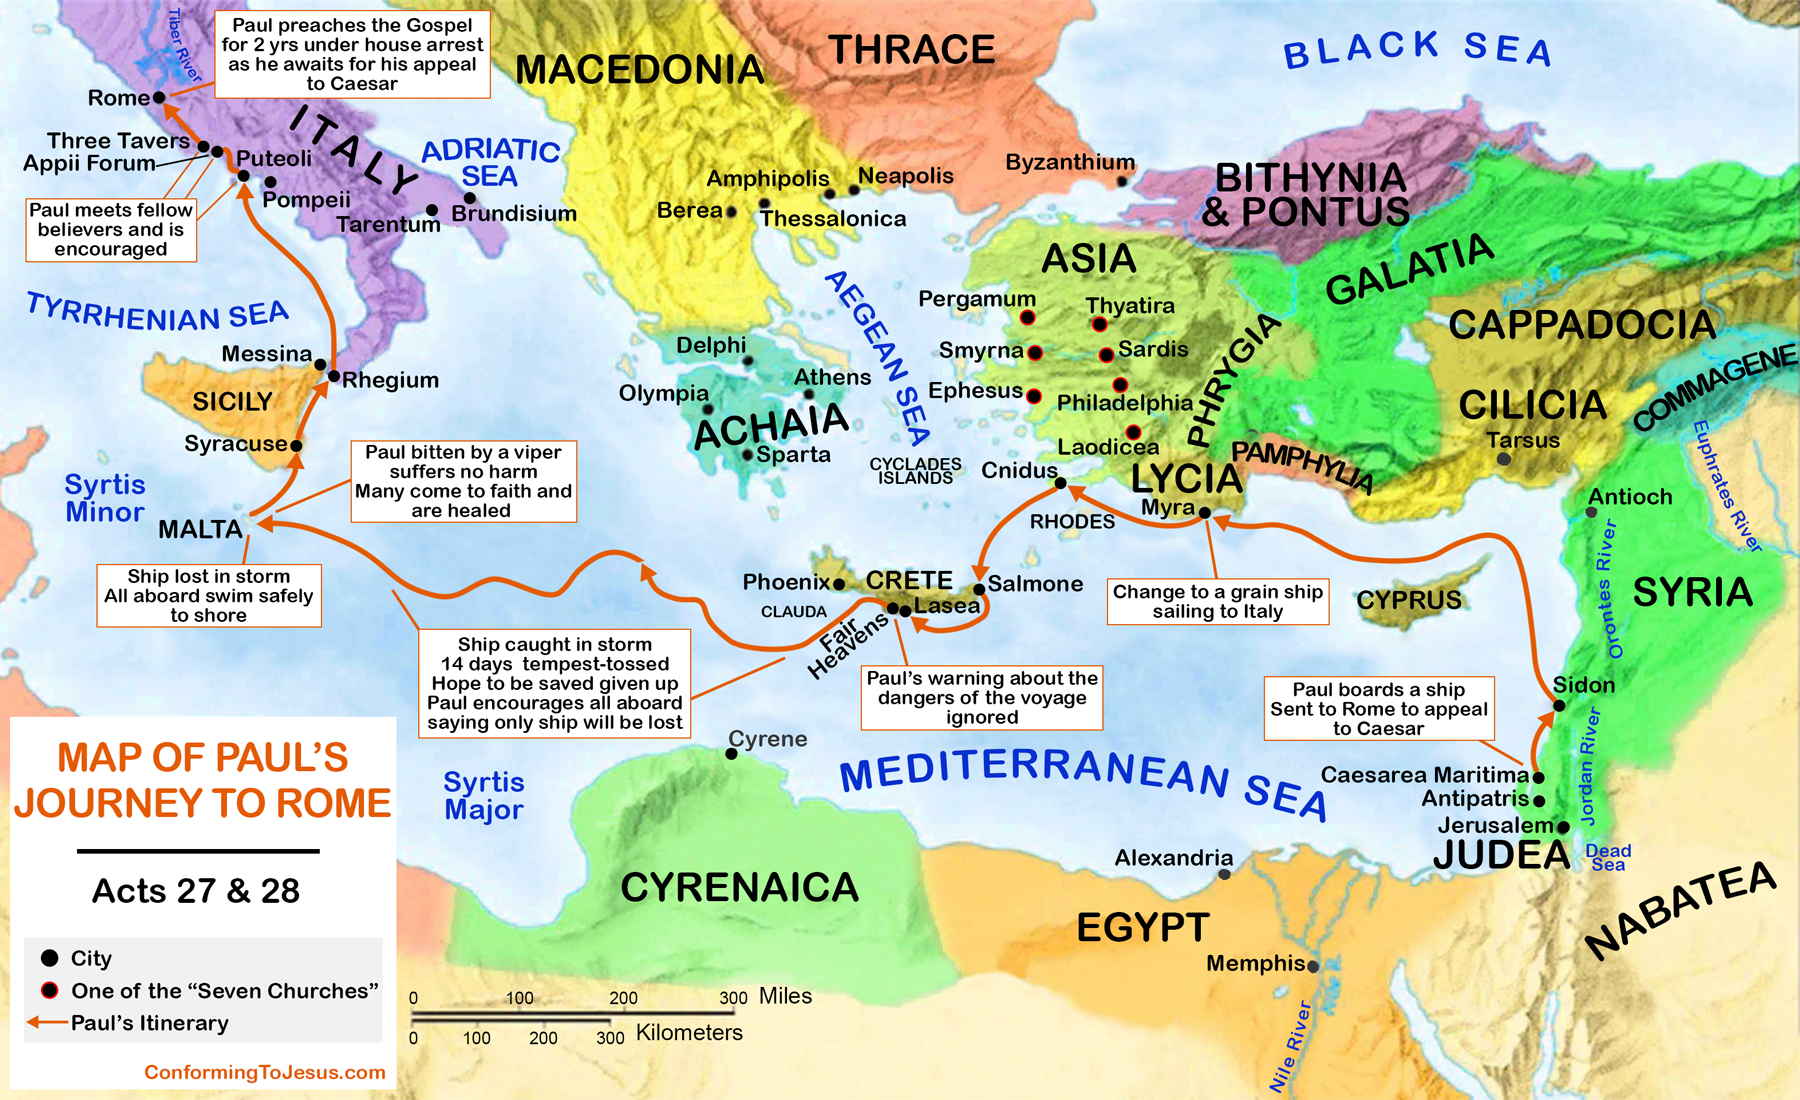 Tiber River
Paul preaches the Gospel
for 2 yrs under house arrest
as he awaits for his appeal
to Caesar
MACEDONIA
THRACE
BLACK SEA
Rome
ITALY
Three Tavers
Appii Forum
Puteoli
ADRIATIC
SEA
Pompeii
Tarentum
Brundisium
Paul meets fellow
believers and is
encouraged
Amphipolis
Neapolis
Berea
Thessalonica
Byzanthium
BITHYNIA
& PONTUS
ASIA
GALATIA
TYRRHENIAN SEA
AEGEAN SEA
Pergamum
Thyatira
Smyrna
Sardis
Ephesus
Philadelphia
Laodicea
PHRYGIA
CAPPADOCIA
COMMAGENE
CILICIA
Tarsus
Messina
Rhegium
SICILY
Syracuse
Delphi
Olympia
Athens
ACHAIA
Sparta
CYCLADES
ISLANDS
Cnidus
LYCIA
PAMPHYLIA
Myra
RHODES
Antioch
Euphrates River
Orontes River
SYRIA
Syrtis
Minor
MALTA
Paul bitten by a viper
suffers no harm
Many come to faith and
are healed
Ship lost in storm
All aboard swim safely
to shore
Phoenix
CRETE
Salmone
CLAUDA
Lasea
Fair
Heavens
Change to a grain ship
sailing to Italy
CYPRUS
Ship caught in storm
14 days tempest-tossed
Hope to be saved given up
Paul encourages all aboard
saying only ship will be lost
Paul's warning about the
dangers of the voyage
ignored
Paul boards a ship
Sent to Rome to appeal
to Caesar
Sidon
Jordan River
Caesarea Maritima
Antipatris
Jerusalem
JUDEA
Dead
Sea
Cyrene
Syrtis
Major
MEDITERRANEAN SEA
CYRENAICA
Alexandria
EGYPT
Memphis
Nile River
NABATEA
MAP OF PAUL'S
JOURNEY TO ROME
Acts 27 & 28
City
One of the “Seven Churches”
Paul's Itinerary
ConformingToJesus.com
0 100 200 300 Miles
0 100 200 300 Kilometers